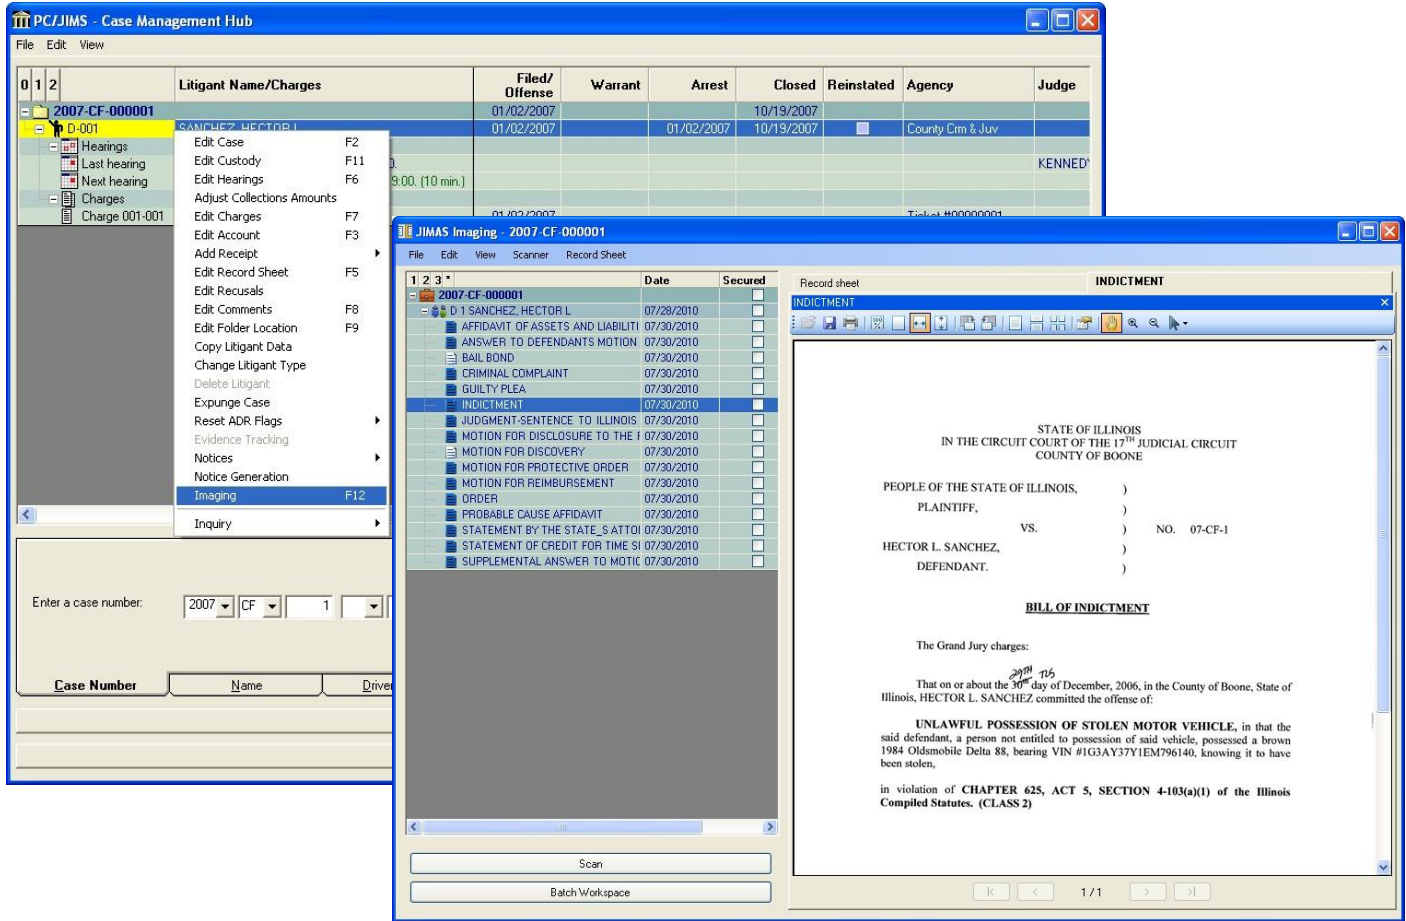 PC/JIMS - Case Management Hub
File Edit View
0 1 2 Litigant Name/Charges Filed/Offense Warrant Arrest Closed Reinstated Agency Judge
2007-CF-000001 01/02/2007 10/19/2007
D-001 SANCHEZ, HECTOR L 01/02/2007 01/02/2007 10/19/2007 County Crm & Juv
Hearings
Last hearing KENNEDY
Next hearing 9:00. (10 min.)
Charges
Charge 001-001 01/02/2007 Ticket #00000001
Edit Case F2
Edit Custody F11
Edit Hearings F6
Adjust Collections Amounts
Edit Charges F7
Edit Account F3
Add Receipt
Edit Record Sheet F5
Edit Recusals
Edit Comments F8
Edit Folder Location F9
Copy Litigant Data
Change Litigant Type
Delete Litigant
Expunge Case
Reset ADR Flags
Evidence Tracking
Notices
Notice Generation
Imaging F12
Inquiry
Enter a case number: 2007 CF 1
Case Number Name Driver
JIMAS Imaging - 2007-CF-000001
File Edit View Scanner Record Sheet
1 2 3 * Date Secured
2007-CF-000001
D 1 SANCHEZ, HECTOR L 07/28/2010
AFFIDAVIT OF ASSETS AND LIABILITI 07/30/2010
ANSWER TO DEFENDANTS MOTION 07/30/2010
BAIL BOND 07/30/2010
CRIMINAL COMPLAINT 07/30/2010
GUILTY PLEA 07/30/2010
INDICTMENT 07/30/2010
JUDGMENT-SENTENCE TO ILLINOIS 07/30/2010
MOTION FOR DISCLOSURE TO THE 07/30/2010
MOTION FOR DISCOVERY 07/30/2010
MOTION FOR PROTECTIVE ORDER 07/30/2010
MOTION FOR REIMBURSEMENT 07/30/2010
ORDER 07/30/2010
PROBABLE CAUSE AFFIDAVIT 07/30/2010
STATEMENT BY THE STATE_S ATTOI 07/30/2010
STATEMENT OF CREDIT FOR TIME SI 07/30/2010
SUPPLEMENTAL ANSWER TO MOTIC 07/30/2010
Scan
Batch Workspace
Record sheet INDICTMENT
INDICTMENT
STATE OF ILLINOIS
IN THE CIRCUIT COURT OF THE 17TH JUDICIAL CIRCUIT
COUNTY OF BOONE
PEOPLE OF THE STATE OF ILLINOIS, )
PLAINTIFF, )
VS. ) NO. 07-CF-1
HECTOR L. SANCHEZ, )
DEFENDANT. )
BILL OF INDICTMENT
The Grand Jury charges:
29TH
That on or about the 30th day of December, 2006, in the County of Boone, State of
Illinois, HECTOR L. SANCHEZ committed the offense of:
UNLAWFUL POSSESSION OF STOLEN MOTOR VEHICLE, in that the
said defendant, a person not entitled to possession of said vehicle, possessed a brown
1984 Oldsmobile Delta 88, bearing VIN #1G3AY37Y1EM796140, knowing it to have
been stolen,
in violation of CHAPTER 625, ACT 5, SECTION 4-103(a)(1) of the Illinois
Compiled Statutes. (CLASS 2)
1 / 1